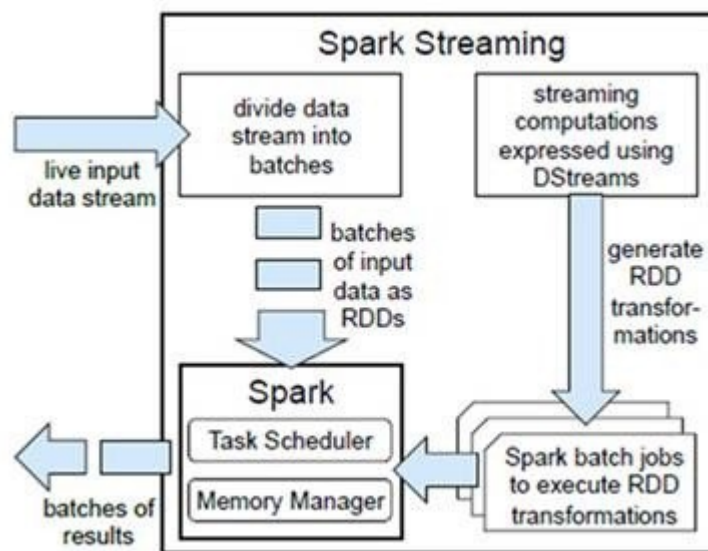 Spark Streaming
divide data
stream into
batches
streaming
computations
expressed using
DStreams
live input
data stream
batches
of input
data as
RDDs
generate
RDD
transfor-
mations
Spark
Task Scheduler
Memory Manager
Spark batch jobs
to execute RDD
transformations
batches of
results